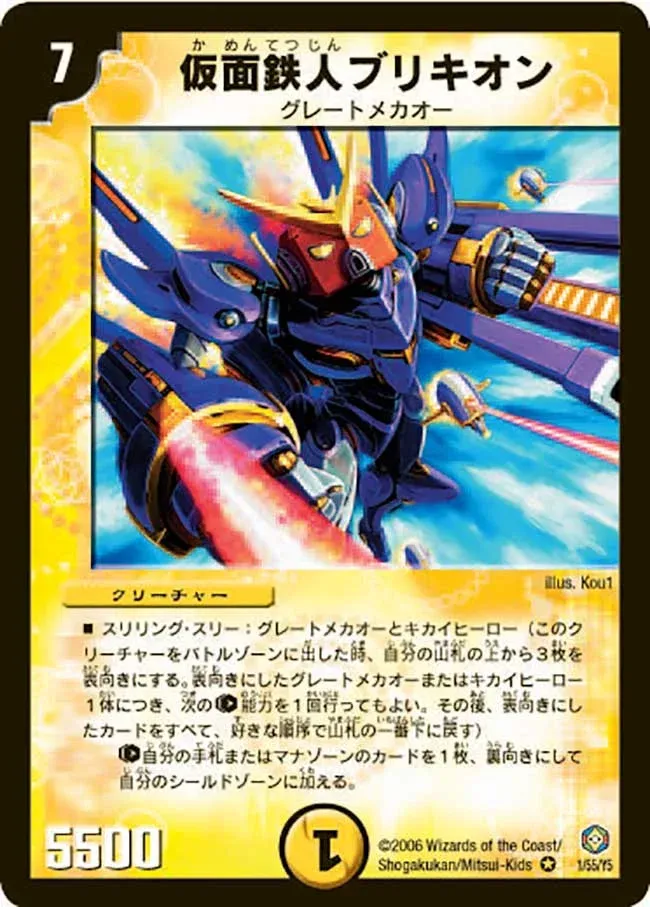 7
か めん てつ じん
仮面鉄人ブリキオン
グレートメカオー
illus. Kou1
クリーチャー
■ スリリング・スリー：グレートメカオーとキカイヒーロー（このク
リーチャーをバトルゾーンに出した時、自分の山札の上から３枚を
表向きにする。表向きにしたグレートメカオーまたはキカイヒーロー
１体につき、次の能力を１回行ってもよい。その後、表向きにし
たカードをすべて、好きな順序で山札の一番下に戻す）
自分の手札またはマナゾーンのカードを１枚、裏向きにして
自分のシールドゾーンに加える。
5500
1
©2006 Wizards of the Coast/
Shogakukan/Mitsui-Kids
1/55/Y5